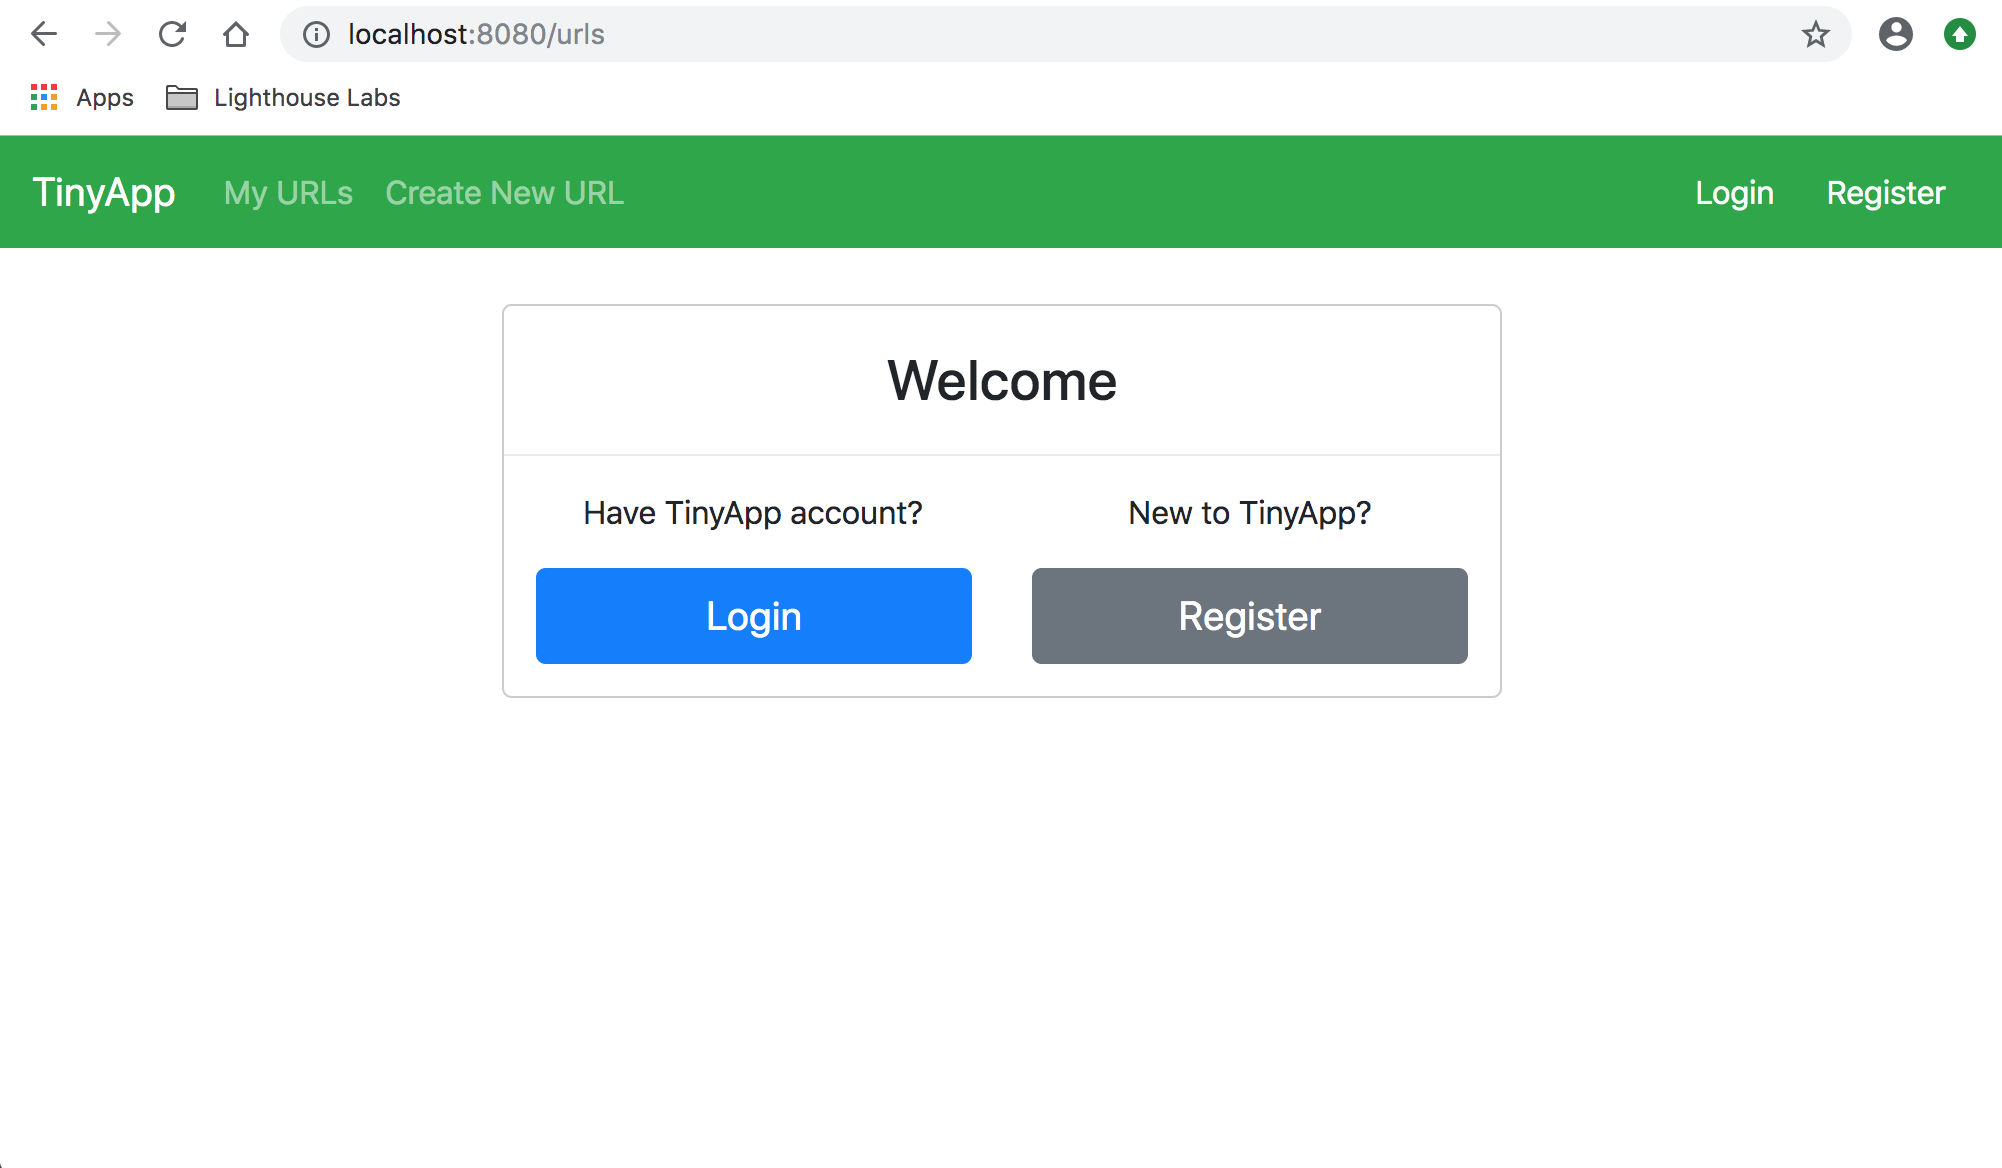 localhost:8080/urls
Apps Lighthouse Labs
TinyApp My URLs Create New URL Login Register
Welcome
Have TinyApp account? New to TinyApp?
Login Register